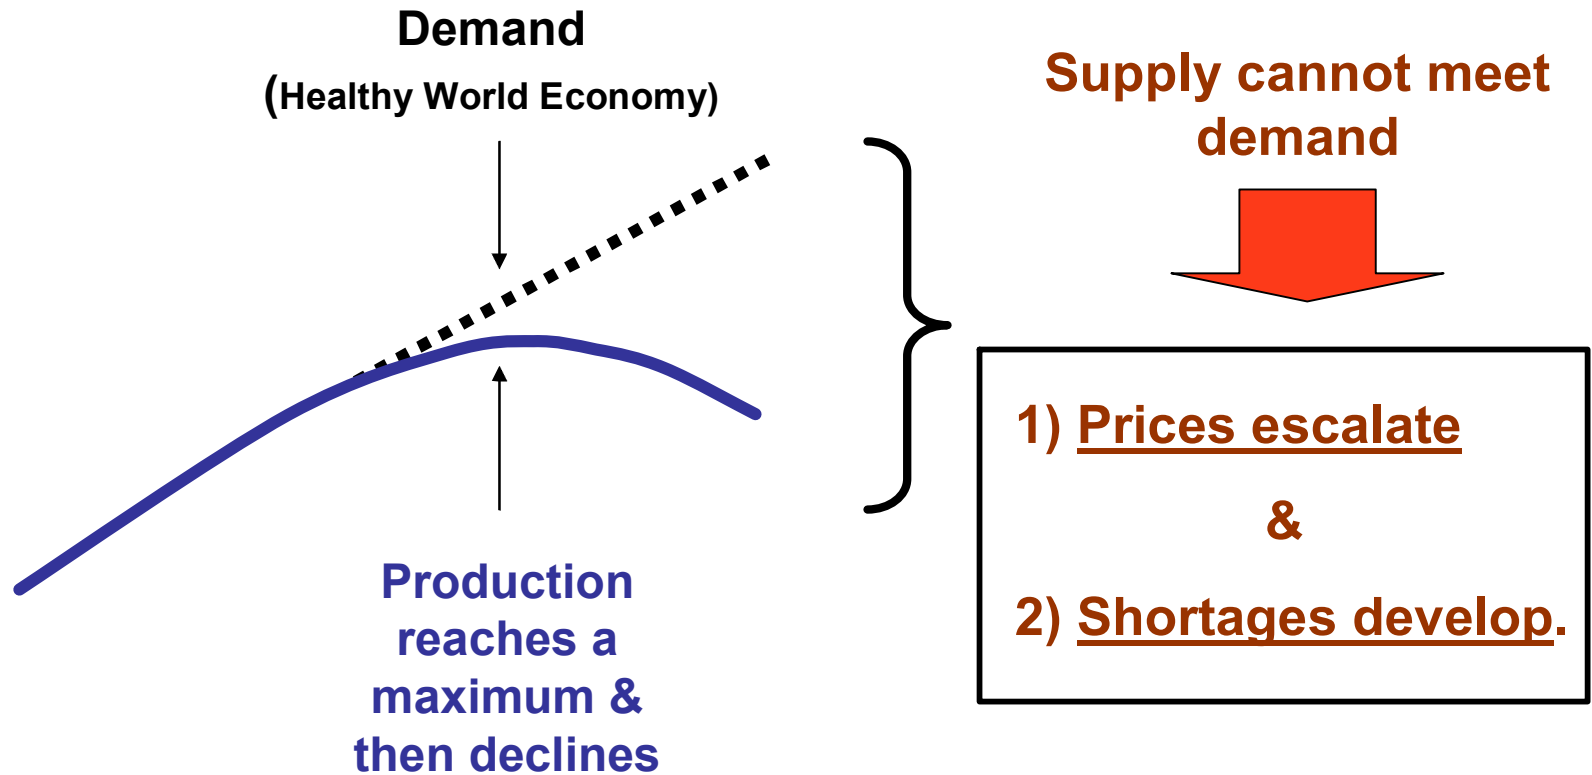 Demand
(Healthy World Economy)
Production
reaches a
maximum &
then declines
Supply cannot meet
demand
1) Prices escalate
&
2) Shortages develop.